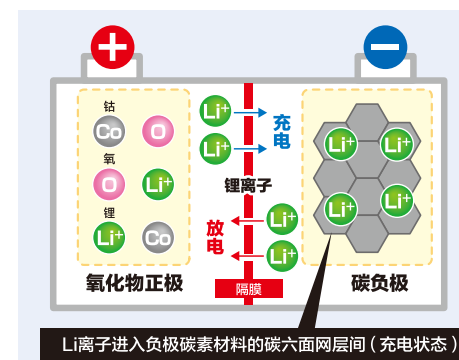 +
−
钴
Co
O
氧
O
Li+
锂
Li+
Co
氧化物正极
Li+
Li+
充电
锂离子
放电
Li+
Li+
隔膜
Li+
Li+
Li+
Li+
碳负极
Li离子进入负极碳素材料的碳六面网层间(充电状态)